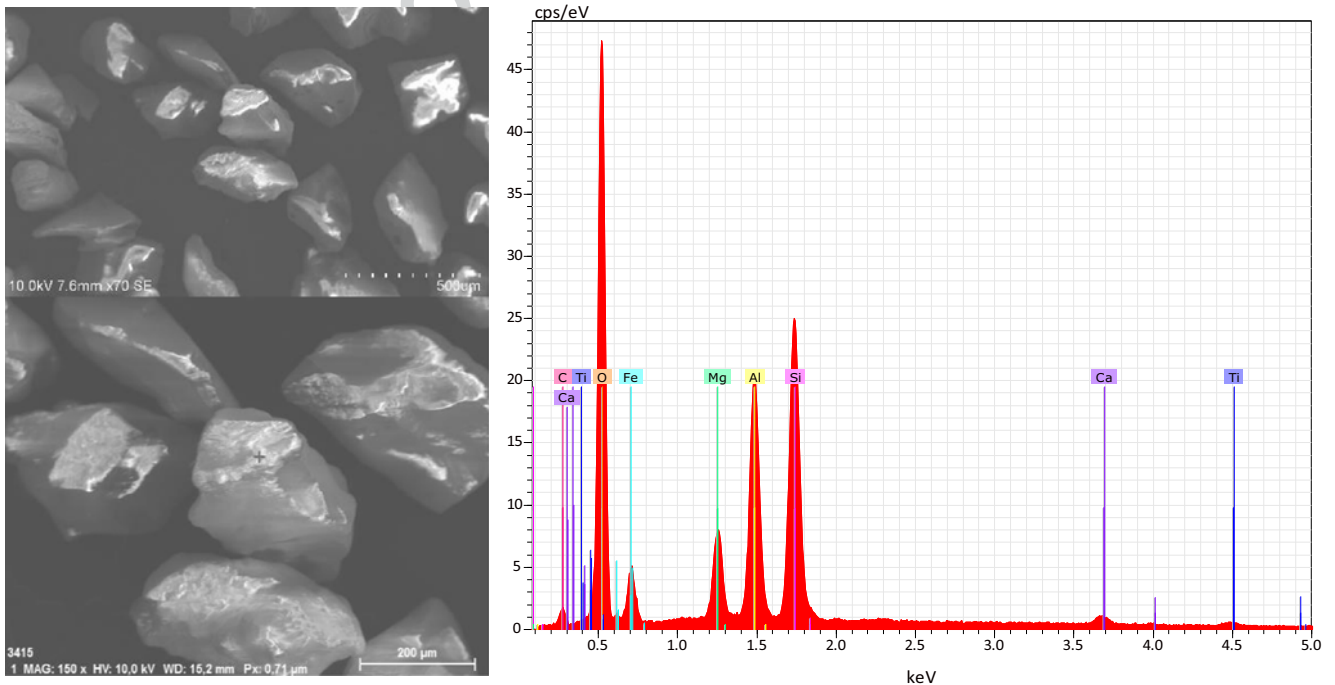 10.0kV 7.6mm x70 SE
500um
3415
1 MAG: 150 x HV: 10,0 kV WD: 15,2 mm Px: 0,71 µm
200 µm
cps/eV
45
40
35
30
25
20
15
10
5
0
C Ti O Fe Mg Al Si Ca Ti
Ca
0.5 1.0 1.5 2.0 2.5 3.0 3.5 4.0 4.5 5.0
keV